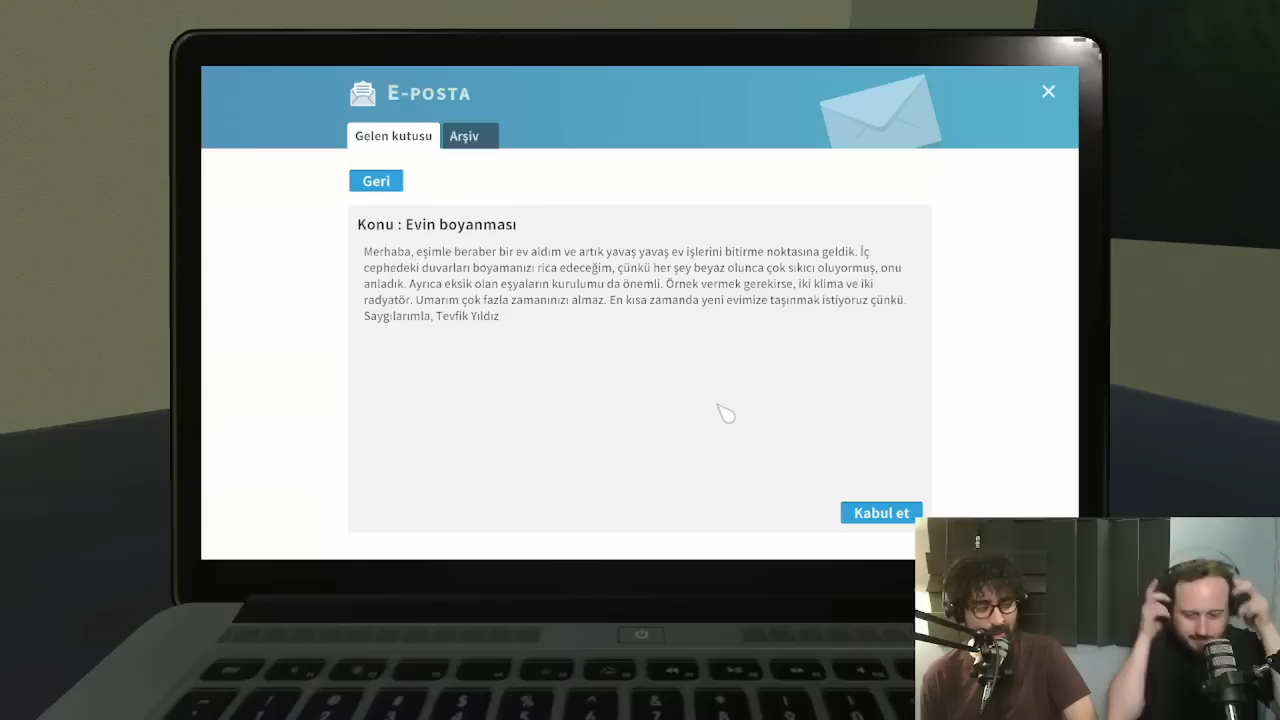 E-POSTA
Gelen kutusu
Arşiv
Geri
Konu : Evin boyanması
Merhaba, eşimle beraber bir ev aldım ve artık yavaş yavaş ev işlerini bitirme noktasına geldik. İç
cephedeki duvarları boyamanızı rica edeceğim, çünkü her şey beyaz olunca çok sıkıcı oluyormuş, onu
anladık. Ayrıca eksik olan eşyaların kurulumu da önemli. Örnek vermek gerekirse, iki klima ve iki
radyatör. Umarım çok fazla zamanınızı almaz. En kısa zamanda yeni evimize taşınmak istiyoruz çünkü.
Saygılarımla, Tevfik Yıldız
Kabul et